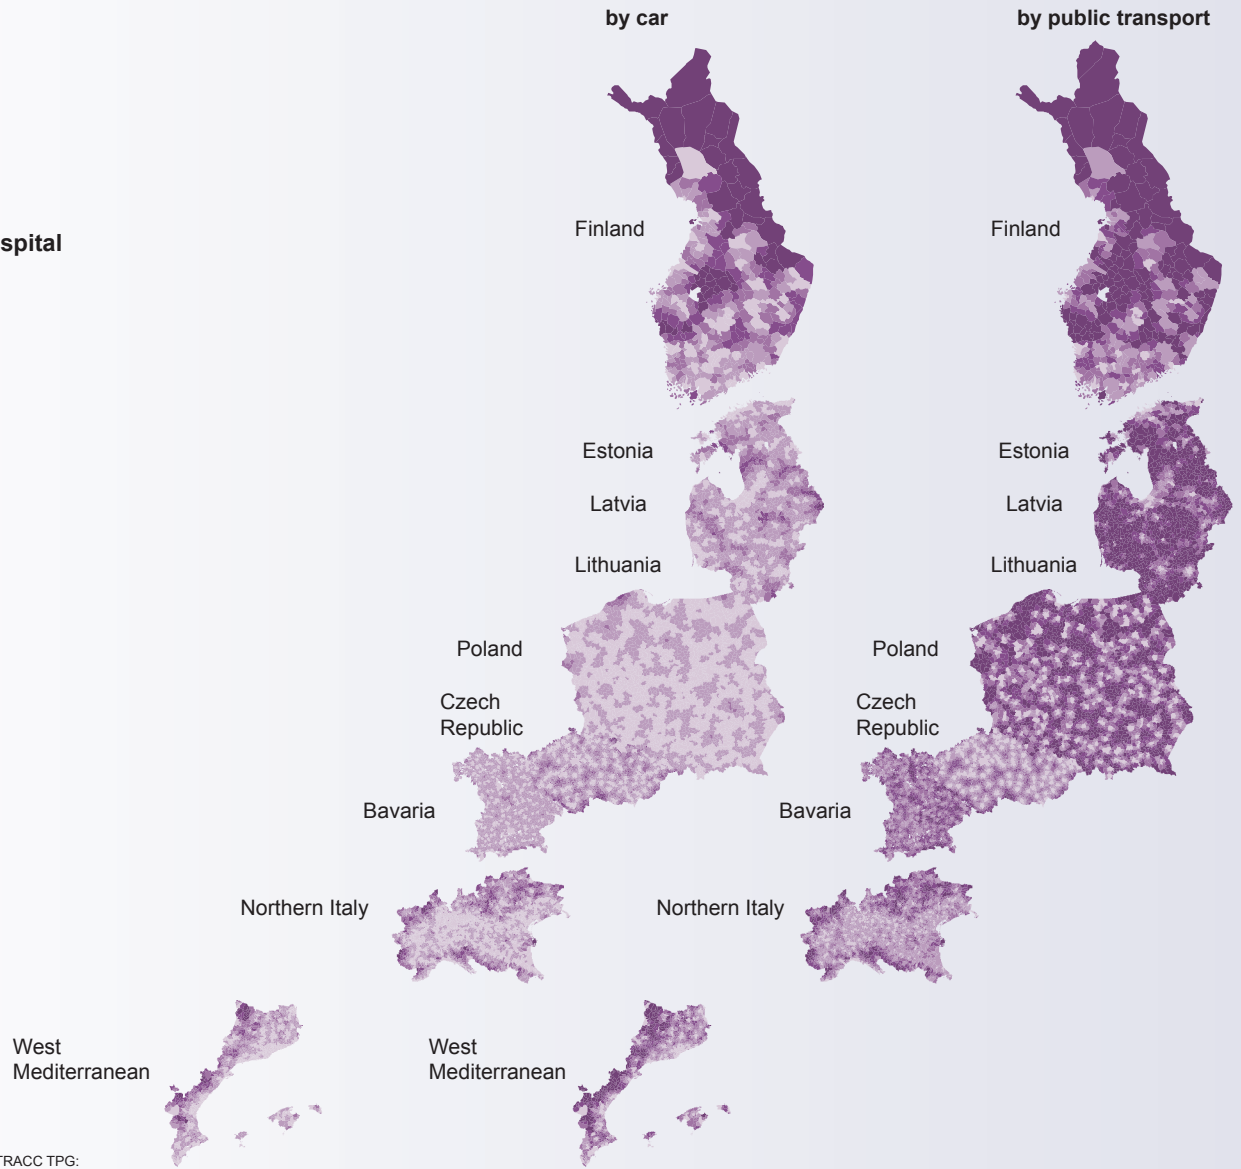 by car
by public transport
spital
Finland
Finland
Estonia
Estonia
Latvia
Latvia
Lithuania
Lithuania
Poland
Poland
Czech
Republic
Czech
Republic
Bavaria
Bavaria
Northern Italy
Northern Italy
West
Mediterranean
West
Mediterranean
TRACC TPG: